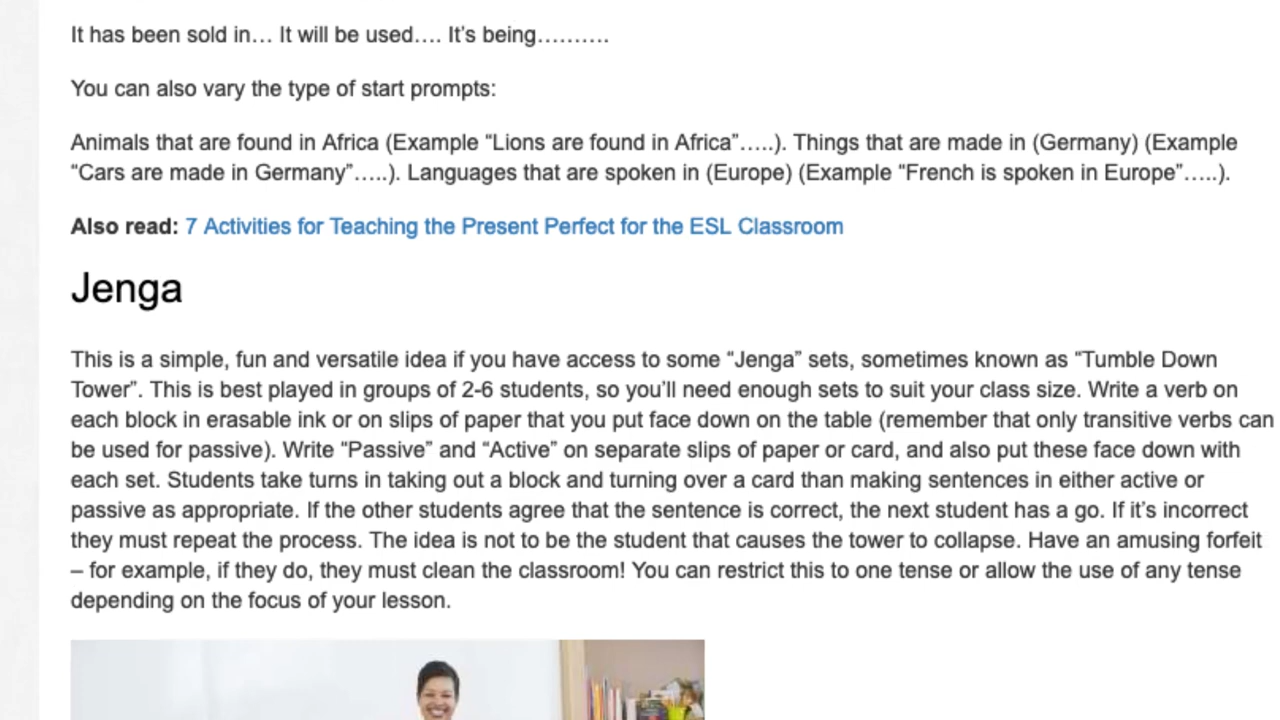 It has been sold in… It will be used…. It’s being……….
You can also vary the type of start prompts:
Animals that are found in Africa (Example “Lions are found in Africa”…..). Things that are made in (Germany) (Example
“Cars are made in Germany”…..). Languages that are spoken in (Europe) (Example “French is spoken in Europe”…..).
Also read: 7 Activities for Teaching the Present Perfect for the ESL Classroom
Jenga
This is a simple, fun and versatile idea if you have access to some “Jenga” sets, sometimes known as “Tumble Down
Tower”. This is best played in groups of 2-6 students, so you’ll need enough sets to suit your class size. Write a verb on
each block in erasable ink or on slips of paper that you put face down on the table (remember that only transitive verbs can
be used for passive). Write “Passive” and “Active” on separate slips of paper or card, and also put these face down with
each set. Students take turns in taking out a block and turning over a card than making sentences in either active or
passive as appropriate. If the other students agree that the sentence is correct, the next student has a go. If it’s incorrect
they must repeat the process. The idea is not to be the student that causes the tower to collapse. Have an amusing forfeit
– for example, if they do, they must clean the classroom! You can restrict this to one tense or allow the use of any tense
depending on the focus of your lesson.